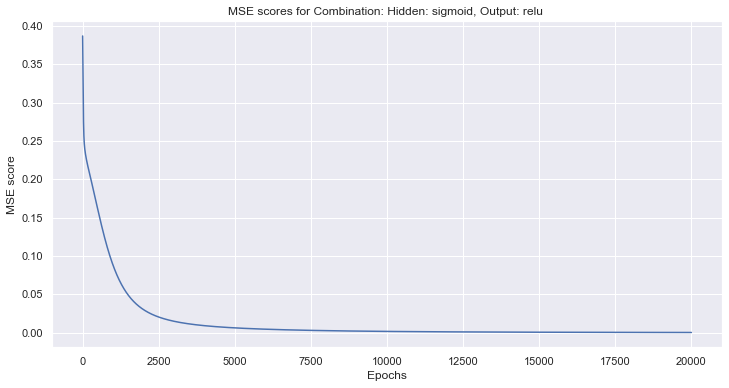 MSE scores for Combination: Hidden: sigmoid, Output: relu
0.40
0.35
0.30
0.25
0.20
0.15
0.10
0.05
0.00
MSE score
0 2500 5000 7500 10000 12500 15000 17500 20000
Epochs